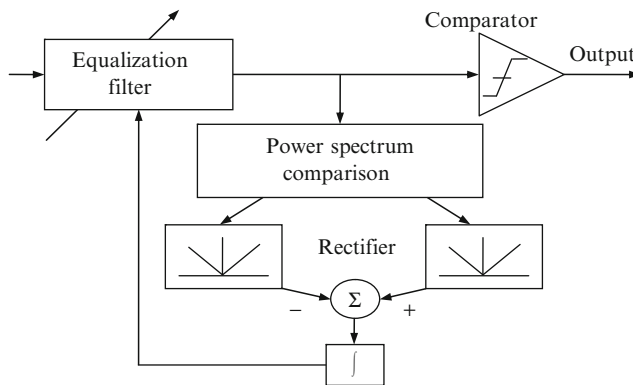 Comparator
Equalization
filter
Output
Power spectrum
comparison
Rectifier
− Σ +
∫